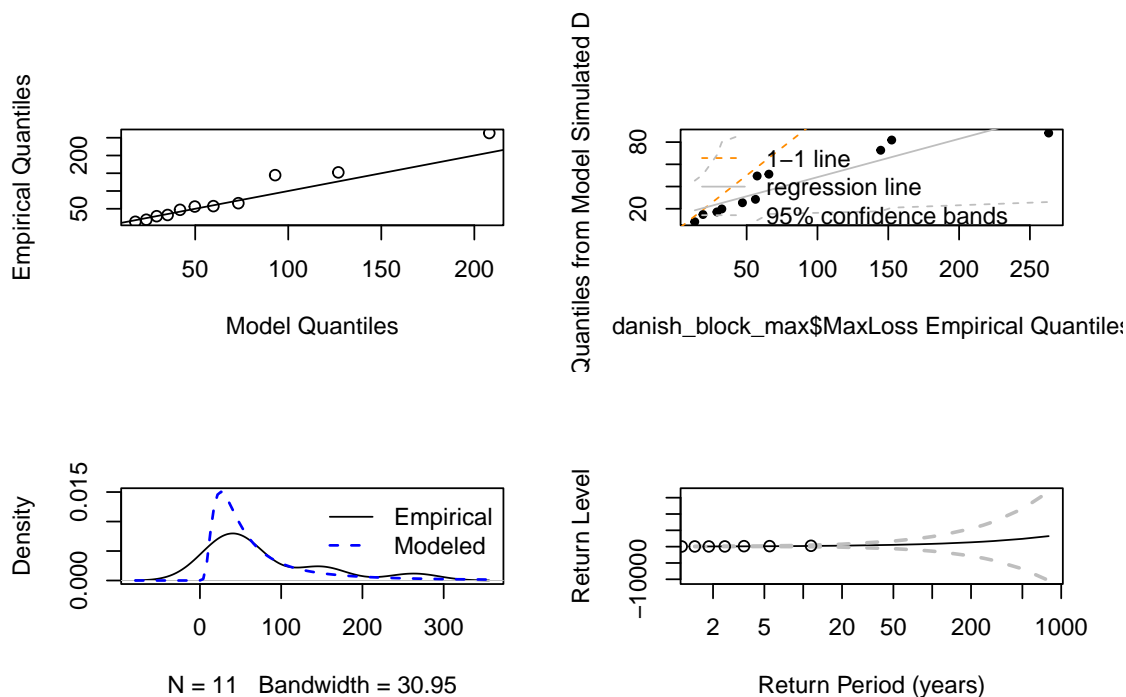 Empirical Quantiles
50
200
50
100
150
200
Model Quantiles
Quantiles from Model Simulated D
20
80
1−1 line
regression line
95% confidence bands
50
100
150
200
250
danish_block_max$MaxLoss Empirical Quantiles
Density
0.000
0.015
Empirical
Modeled
0
100
200
300
N = 11 Bandwidth = 30.95
Return Level
−10000
2
5
20
50
200
1000
Return Period (years)